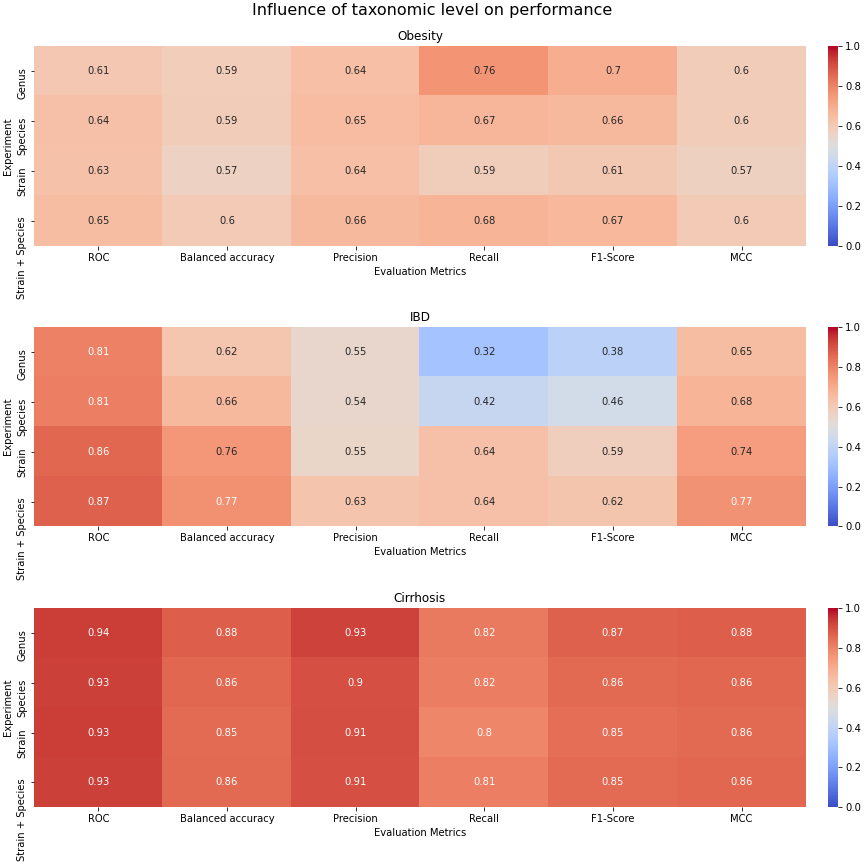 Influence of taxonomic level on performance
Obesity
Experiment
Genus 0.61 0.59 0.64 0.76 0.7 0.6
Species 0.64 0.59 0.65 0.67 0.66 0.6
Strain 0.63 0.57 0.64 0.59 0.61 0.57
Strain + Species 0.65 0.6 0.66 0.68 0.67 0.6
ROC Balanced accuracy Precision Recall F1-Score MCC
Evaluation Metrics
1.0
0.8
0.6
0.4
0.2
0.0
IBD
Experiment
Genus 0.81 0.62 0.55 0.32 0.38 0.65
Species 0.81 0.66 0.54 0.42 0.46 0.68
Strain 0.86 0.76 0.55 0.64 0.59 0.74
Strain + Species 0.87 0.77 0.63 0.64 0.62 0.77
ROC Balanced accuracy Precision Recall F1-Score MCC
Evaluation Metrics
1.0
0.8
0.6
0.4
0.2
0.0
Cirrhosis
Experiment
Genus 0.94 0.88 0.93 0.82 0.87 0.88
Species 0.93 0.86 0.9 0.82 0.86 0.86
Strain 0.93 0.85 0.91 0.8 0.85 0.86
Strain + Species 0.93 0.86 0.91 0.81 0.85 0.86
ROC Balanced accuracy Precision Recall F1-Score MCC
Evaluation Metrics
1.0
0.8
0.6
0.4
0.2
0.0